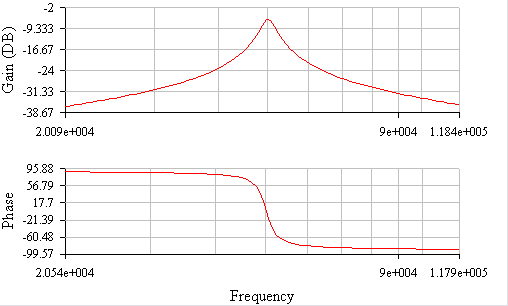 Gain (DB)
-2
-9.333
-16.67
-24
-31.33
-38.67
2.009e+004
9e+004
1.184e+005
Phase
95.88
56.79
17.7
-21.39
-60.48
-99.57
2.054e+004
9e+004
1.179e+005
Frequency